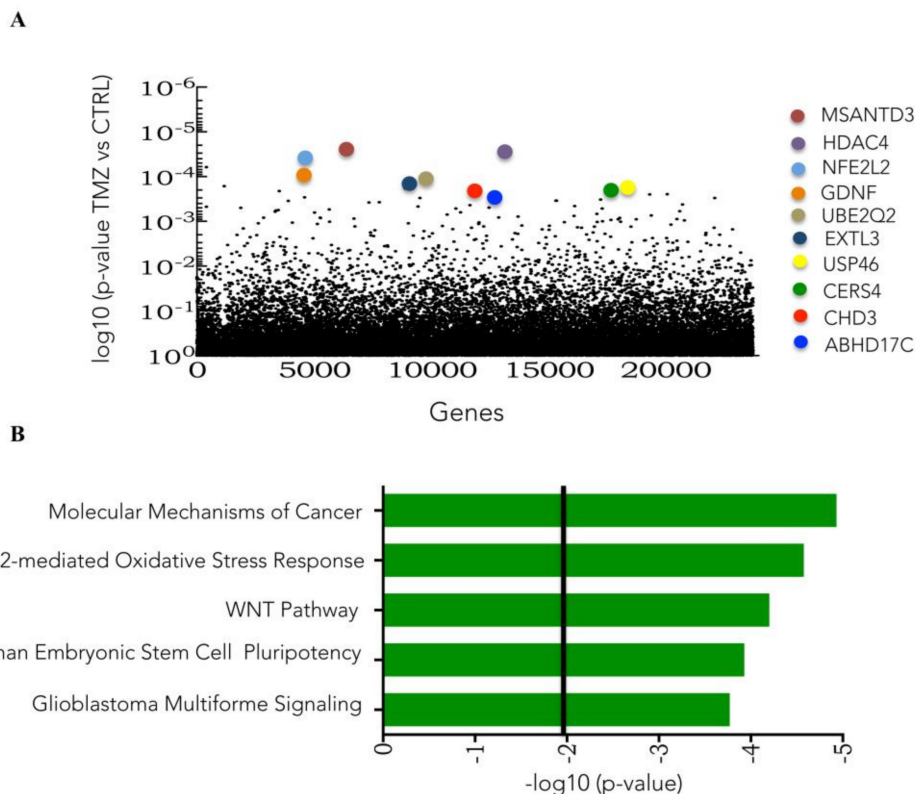 A
log10 (p-value TMZ vs CTRL)
10-6
10-5
10-4
10-3
10-2
10-1
100
0 5000 10000 15000 20000
Genes
MSANTD3
HDAC4
NFE2L2
GDNF
UBE2Q2
EXTL3
USP46
CERS4
CHD3
ABHD17C
B
Molecular Mechanisms of Cancer
2-mediated Oxidative Stress Response
WNT Pathway
nan Embryonic Stem Cell Pluripotency
Glioblastoma Multiforme Signaling
0 -1 -2 -3 -4 -5
-log10 (p-value)